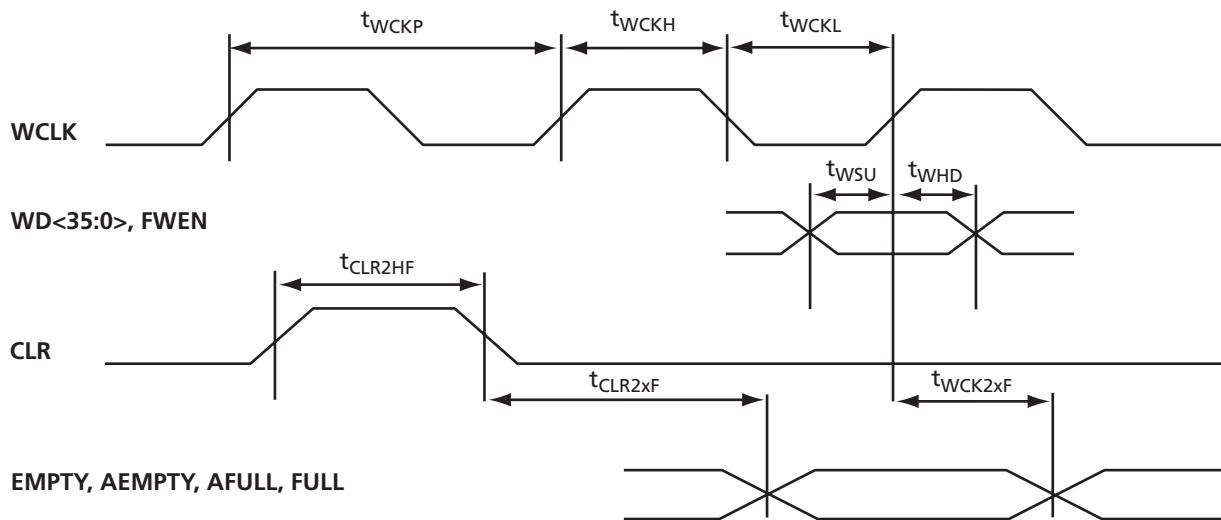 tWCKP tWCKH tWCKL
WCLK
tWSU tWHD
WD<35:0>, FWEN
tCLR2HF
CLR
tCLR2xF tWCK2xF
EMPTY, AEMPTY, AFULL, FULL